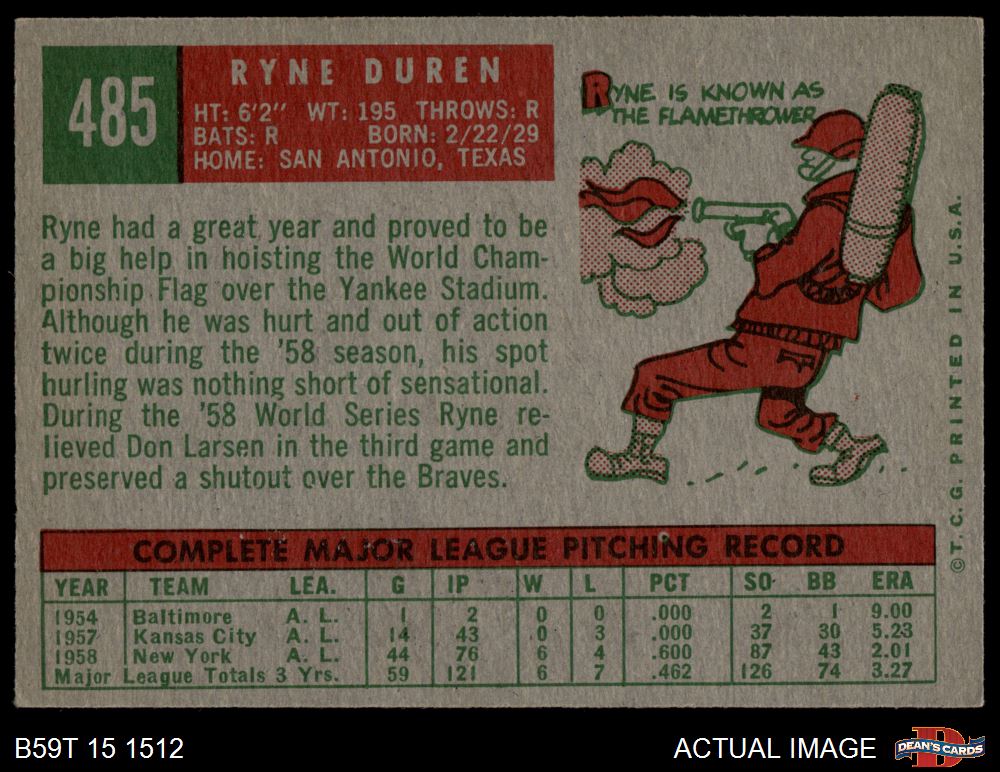 485
RYNE DUREN
HT: 6'2" WT: 195 THROWS: R
BATS: R BORN: 2/22/29
HOME: SAN ANTONIO, TEXAS
RYNE IS KNOWN AS
THE FLAMETHROWER
Ryne had a great year and proved to be
a big help in hoisting the World Cham-
pionship Flag over the Yankee Stadium.
Although he was hurt and out of action
twice during the '58 season, his spot
hurling was nothing short of sensational.
During the '58 World Series Ryne re-
lieved Don Larsen in the third game and
preserved a shutout over the Braves.
©T. C. G. PRINTED IN U.S.A.
COMPLETE MAJOR LEAGUE PITCHING RECORD
YEAR TEAM LEA. G IP W L PCT SO BB ERA
1954 Baltimore A. L. 1 2 0 0 .000 2 1 9.00
1957 Kansas City A. L. 14 43 0 3 .000 37 30 5.23
1958 New York A. L. 44 76 6 4 .600 87 43 2.01
Major League Totals 3 Yrs. 59 121 6 7 .462 126 74 3.27
B59T 15 1512
ACTUAL IMAGE
D
DEAN'S CARDS